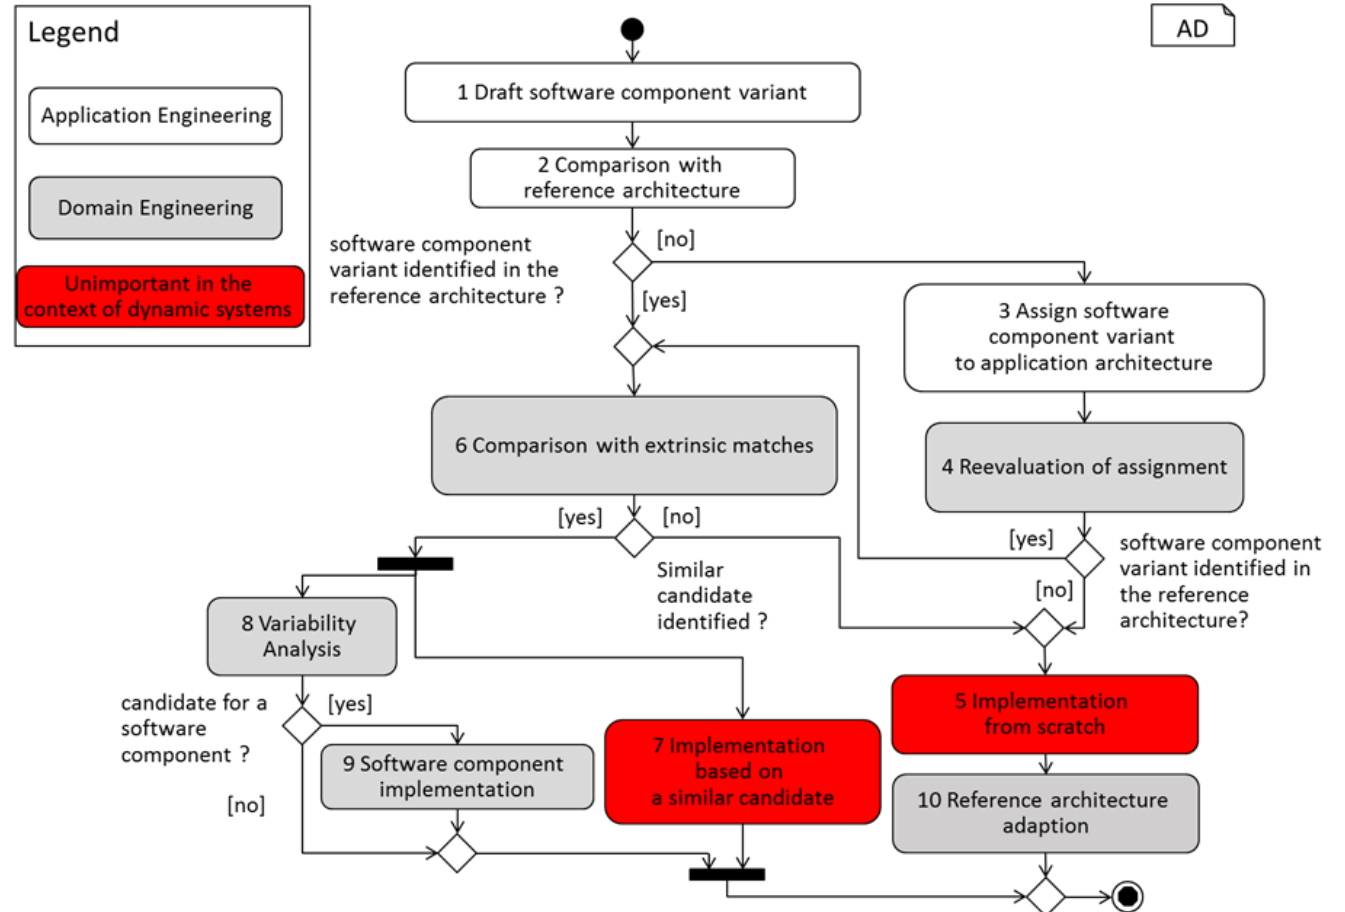 Legend
Application Engineering
Domain Engineering
Unimportant in the
context of dynamic systems
AD
1 Draft software component variant
2 Comparison with
reference architecture
software component
variant identified in the
reference architecture ?
[no]
[yes]
3 Assign software
component variant
to application architecture
6 Comparison with extrinsic matches
4 Reevaluation of assignment
[yes]
[no]
Similar
candidate
identified ?
[yes]
[no]
software component
variant identified in
the reference
architecture?
8 Variability
Analysis
candidate for a
software
component ?
[yes]
[no]
9 Software component
implementation
7 Implementation
based on
a similar candidate
5 Implementation
from scratch
10 Reference architecture
adaption